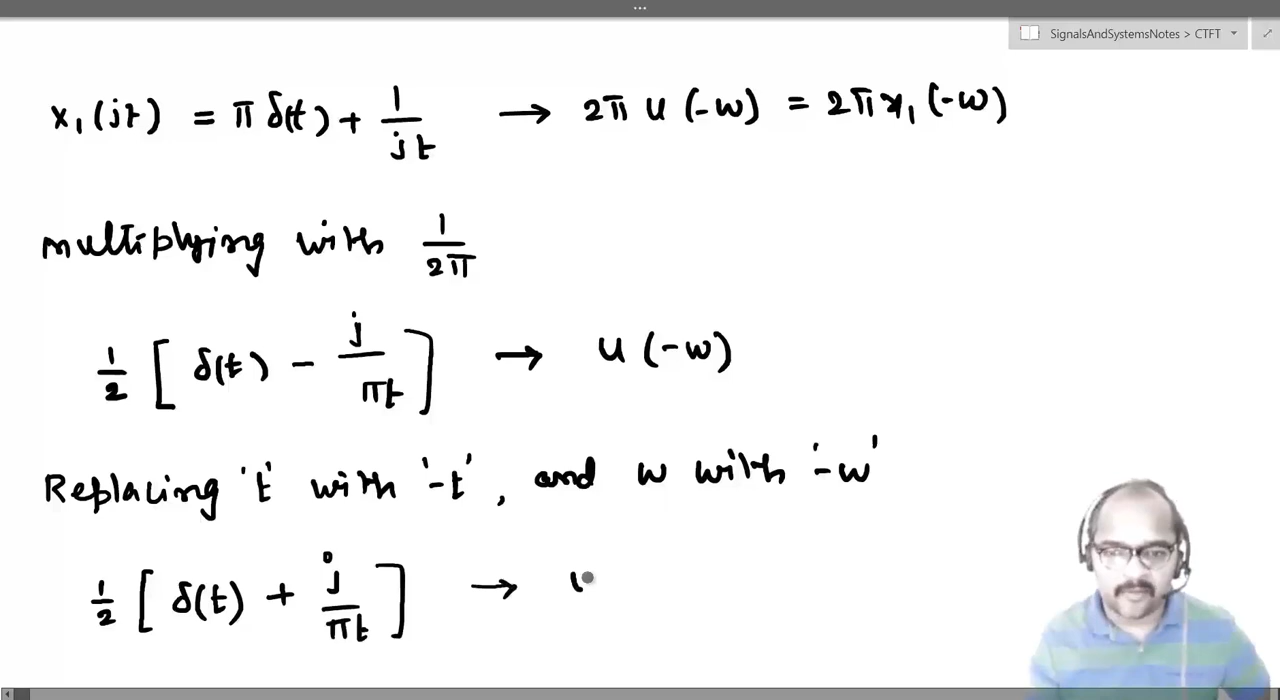 ...
SignalsAndSystemsNotes > CTFT
x₁(jt) = π δ(t) + 1/jt → 2π u(-w) = 2π x₁(-w)
multiplying with 1/2π
1/2 [ δ(t) - j/πt ] → u(-w)
Replacing 't' with '-t', and w with '-w'
1/2 [ δ(t) + j/πt ] →